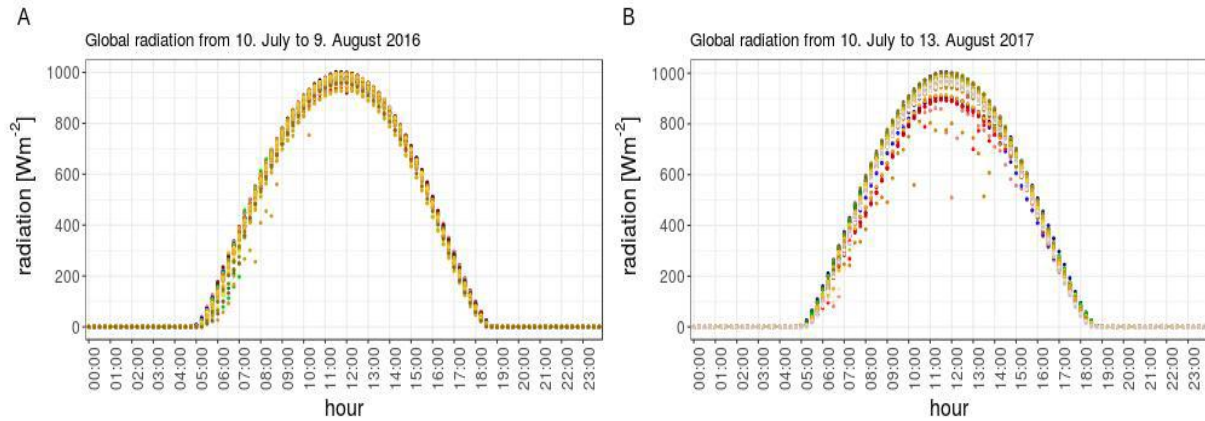 A
Global radiation from 10. July to 9. August 2016
radiation [Wm-2]
1000
800
600
400
200
0
00:00 01:00 02:00 03:00 04:00 05:00 06:00 07:00 08:00 09:00 10:00 11:00 12:00 13:00 14:00 15:00 16:00 17:00 18:00 19:00 20:00 21:00 22:00 23:00
hour
B
Global radiation from 10. July to 13. August 2017
radiation [Wm-2]
1000
800
600
400
200
0
00:00 01:00 02:00 03:00 04:00 05:00 06:00 07:00 08:00 09:00 10:00 11:00 12:00 13:00 14:00 15:00 16:00 17:00 18:00 19:00 20:00 21:00 22:00 23:00
hour